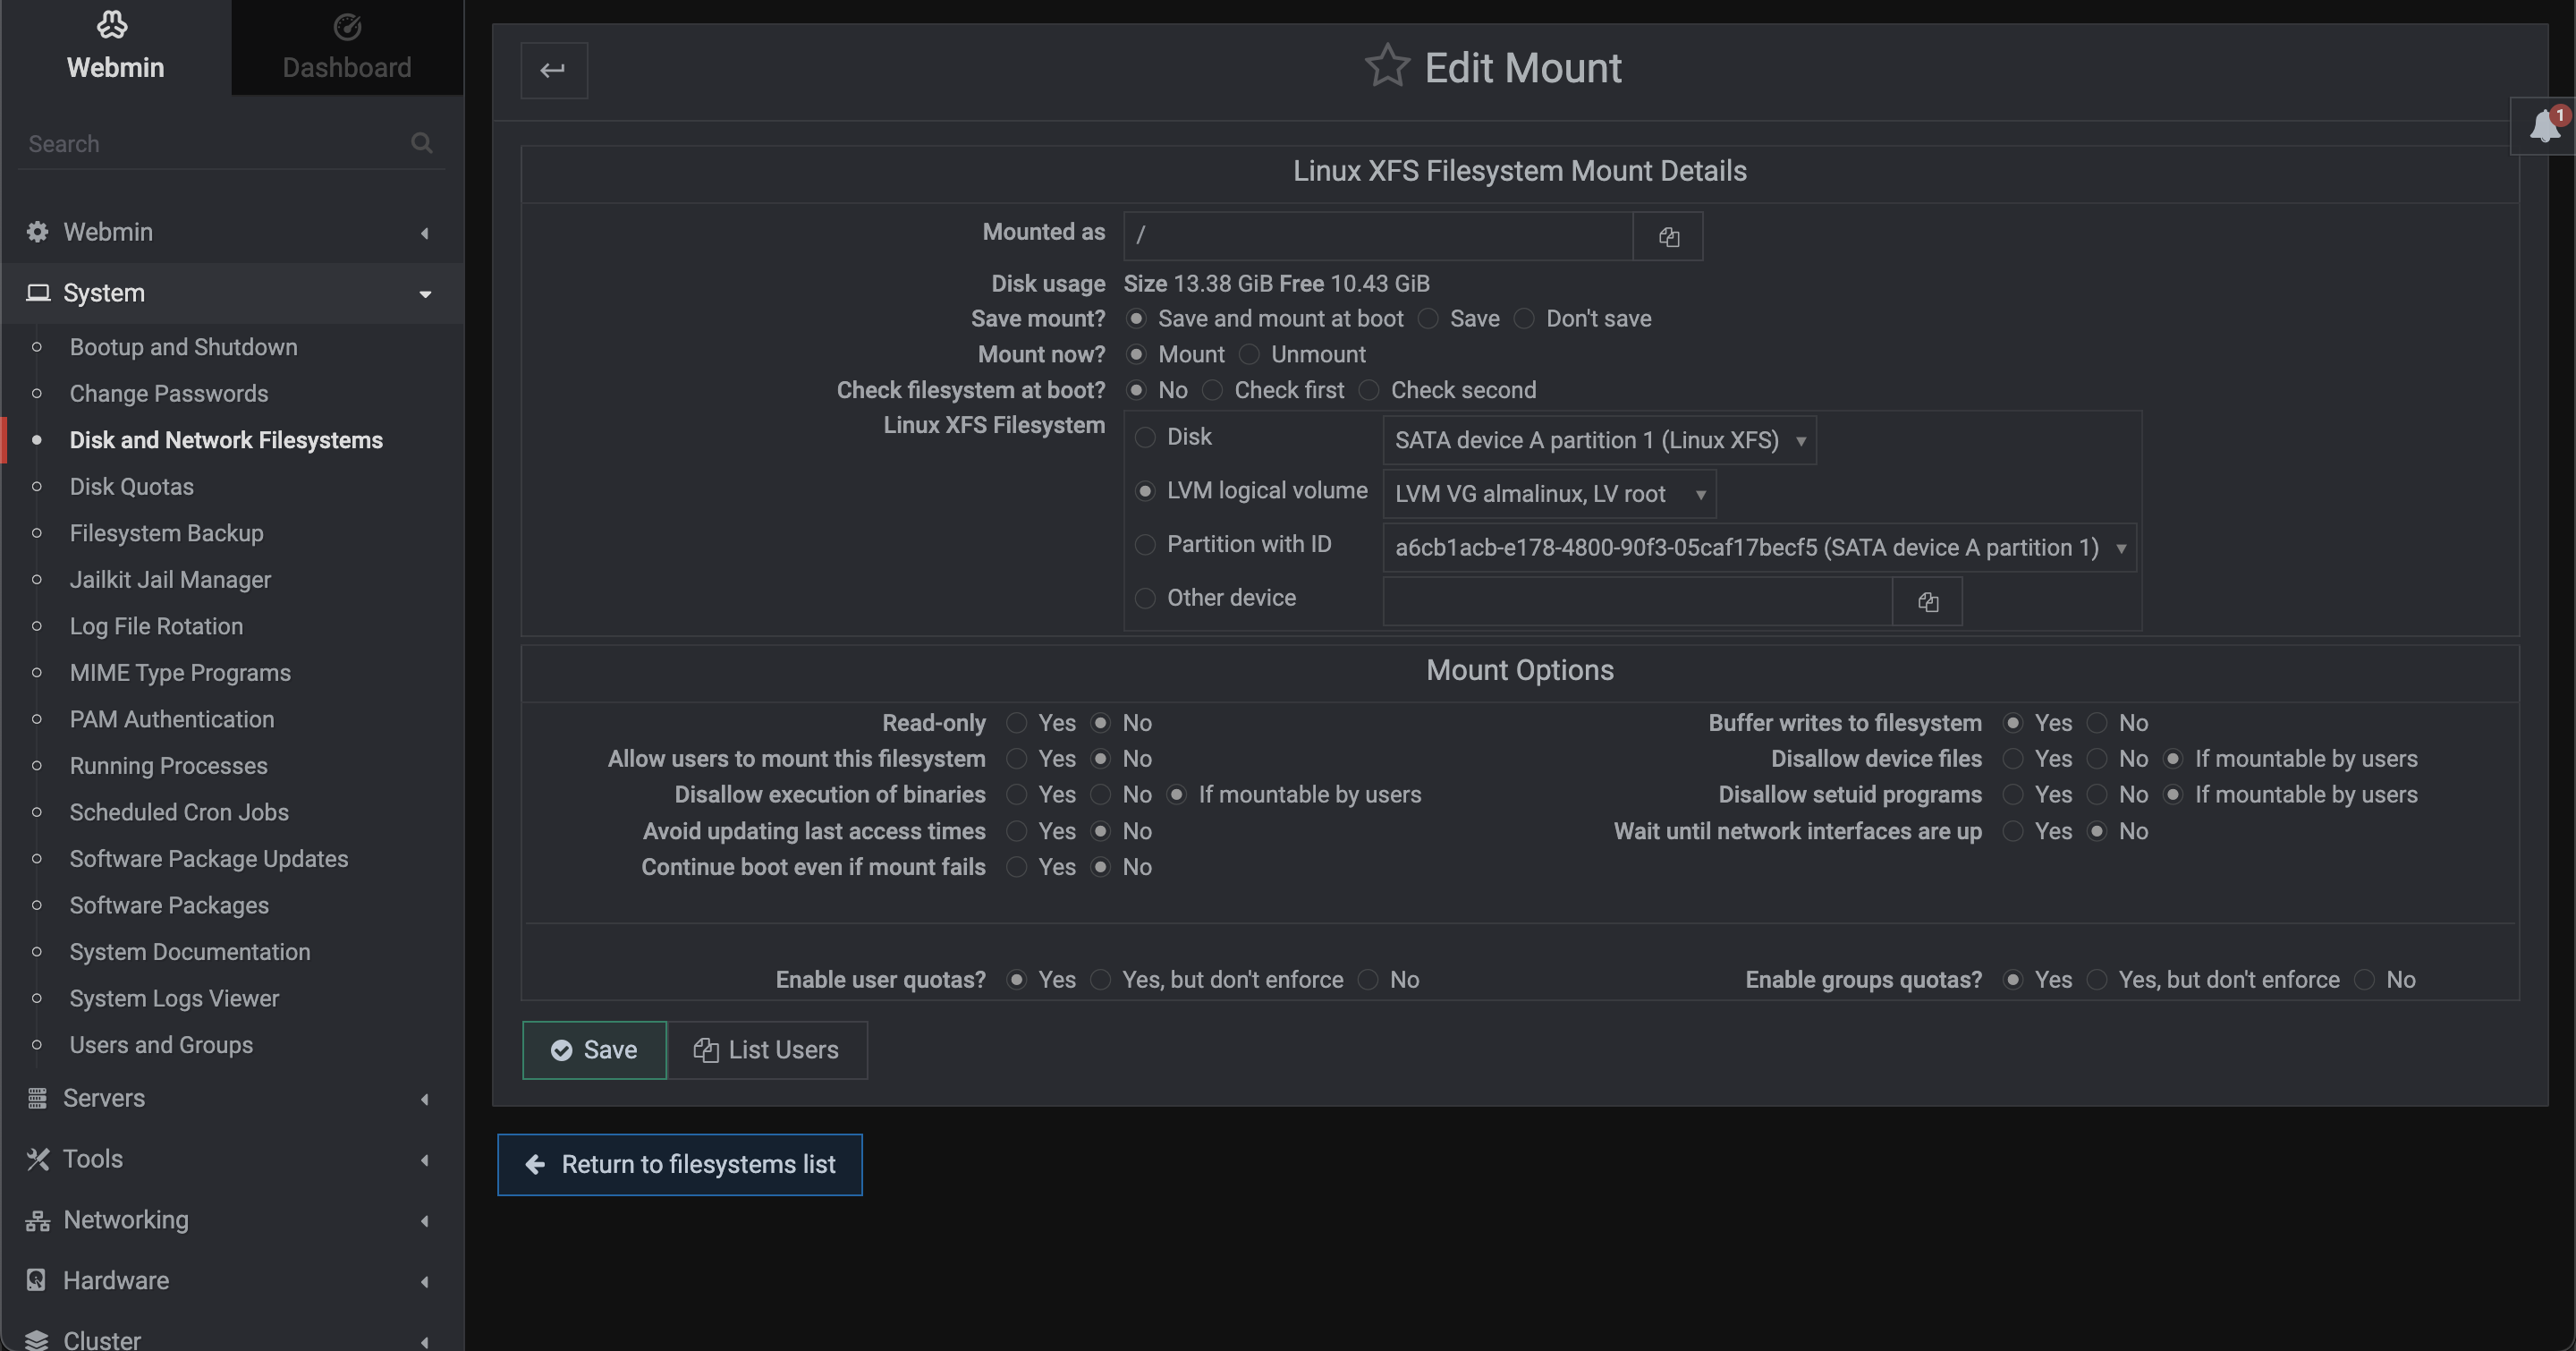 Webmin
Dashboard
Search
Webmin
System
Bootup and Shutdown
Change Passwords
Disk and Network Filesystems
Disk Quotas
Filesystem Backup
Jailkit Jail Manager
Log File Rotation
MIME Type Programs
PAM Authentication
Running Processes
Scheduled Cron Jobs
Software Package Updates
Software Packages
System Documentation
System Logs Viewer
Users and Groups
Servers
Tools
Networking
Hardware
Cluster
Edit Mount
1
Linux XFS Filesystem Mount Details
Mounted as /
Disk usage Size 13.38 GiB Free 10.43 GiB
Save mount? Save and mount at boot Save Don't save
Mount now? Mount Unmount
Check filesystem at boot? No Check first Check second
Linux XFS Filesystem
Disk SATA device A partition 1 (Linux XFS)
LVM logical volume LVM VG almalinux, LV root
Partition with ID a6cb1acb-e178-4800-90f3-05caf17becf5 (SATA device A partition 1)
Other device
Mount Options
Read-only Yes No Buffer writes to filesystem Yes No
Allow users to mount this filesystem Yes No Disallow device files Yes No If mountable by users
Disallow execution of binaries Yes No If mountable by users Disallow setuid programs Yes No If mountable by users
Avoid updating last access times Yes No Wait until network interfaces are up Yes No
Continue boot even if mount fails Yes No
Enable user quotas? Yes Yes, but don't enforce No Enable groups quotas? Yes Yes, but don't enforce No
Save List Users
Return to filesystems list